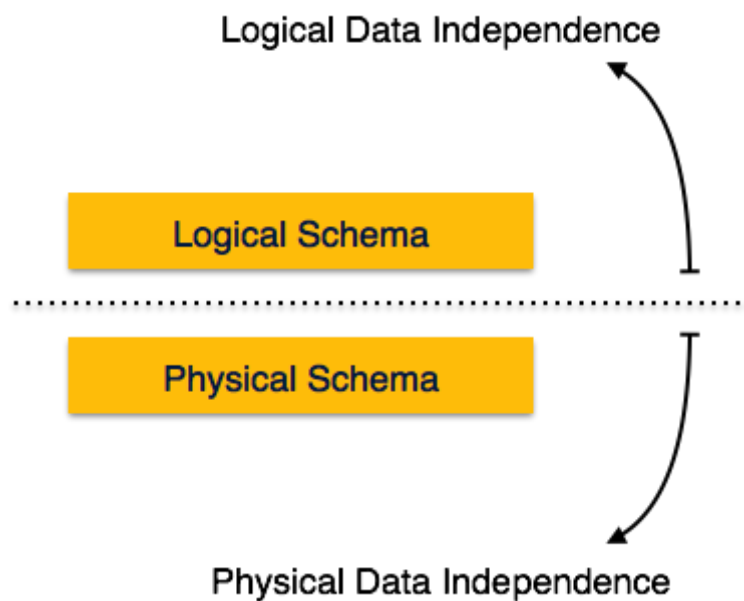 Logical Data Independence
Logical Schema
Physical Schema
Physical Data Independence